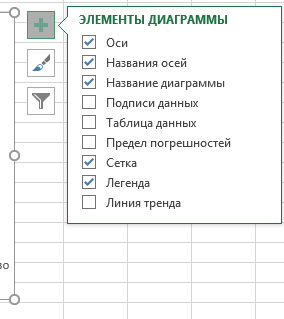 ЭЛЕМЕНТЫ ДИАГРАММЫ
Оси
Названия осей
Название диаграммы
Подписи данных
Таблица данных
Предел погрешностей
Сетка
Легенда
Линия тренда